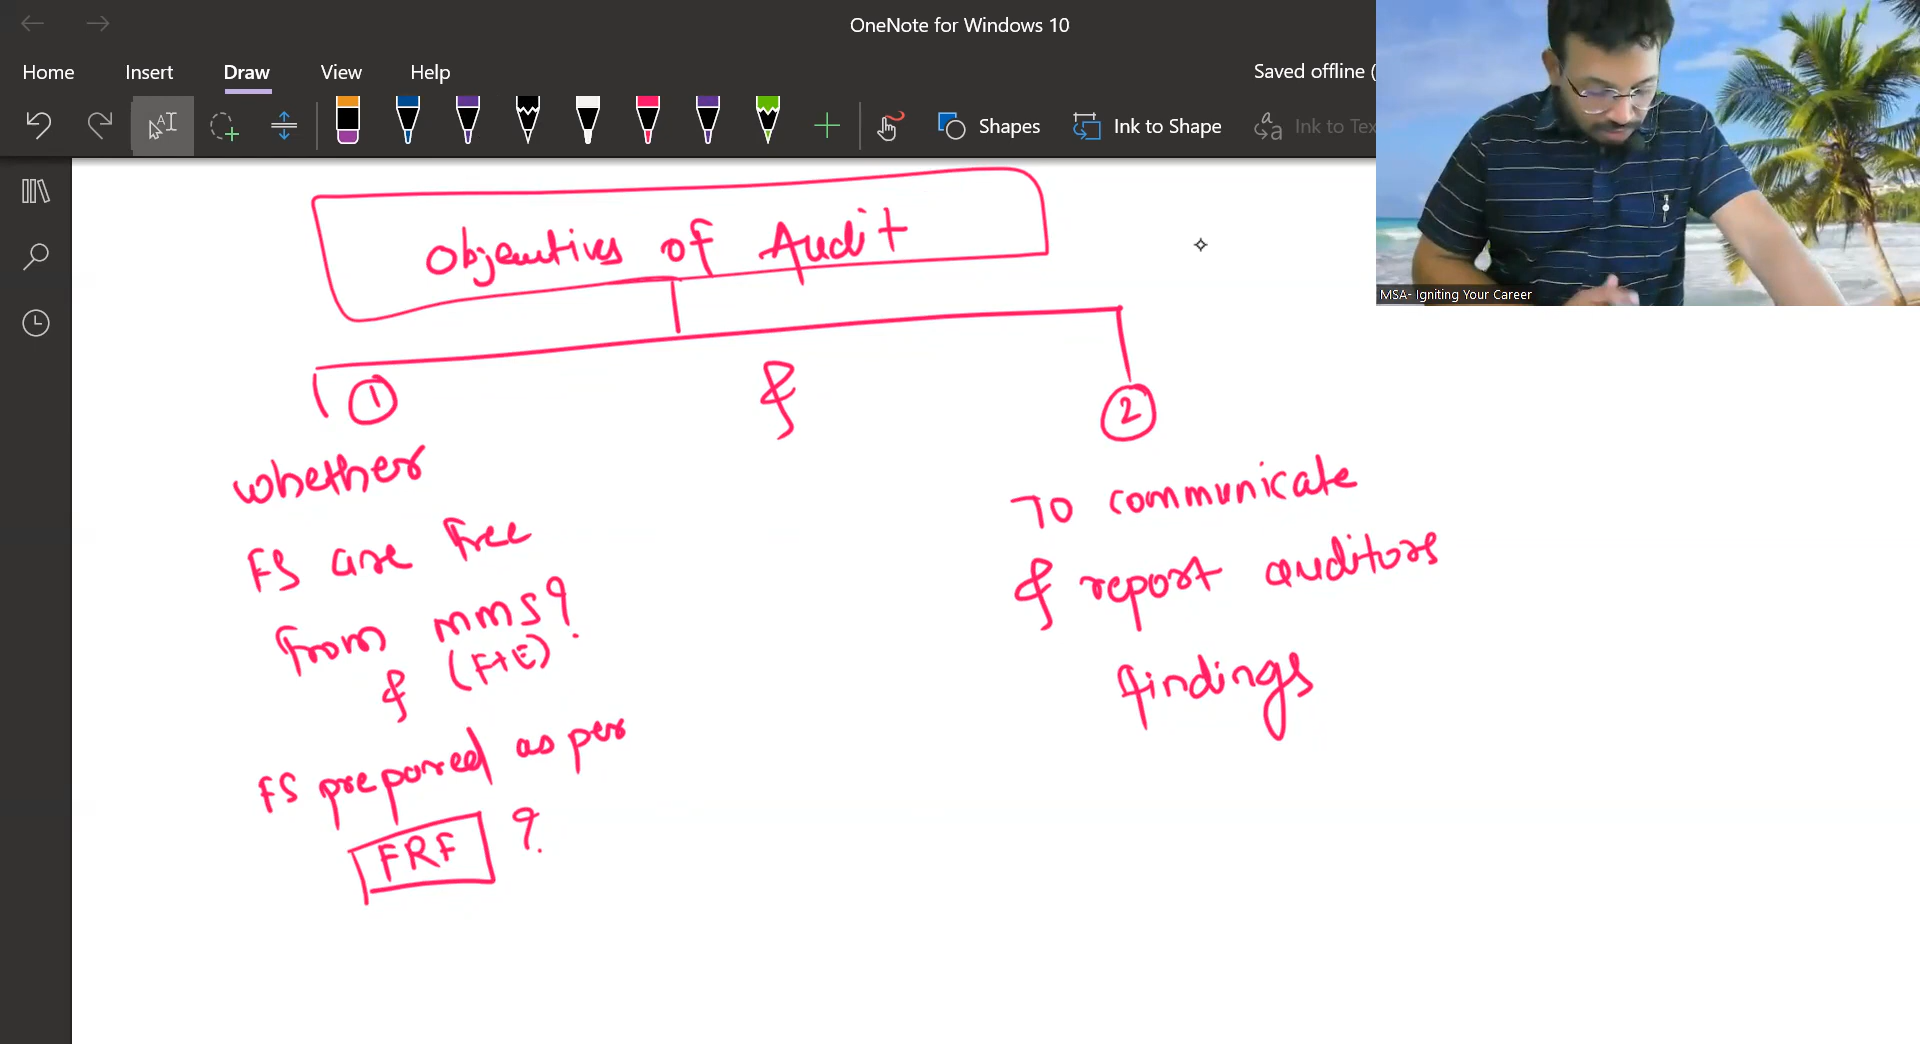 OneNote for Windows 10
Home Insert Draw View Help
Saved offline (
Shapes Ink to Shape Ink to Tex
MSA- Igniting Your Career
Objectives of Audit
1 & 2
whether
FS are free
from mms?
(F+E)
&
FS prepared as per
FRF ?
To communicate
& report auditors
findings